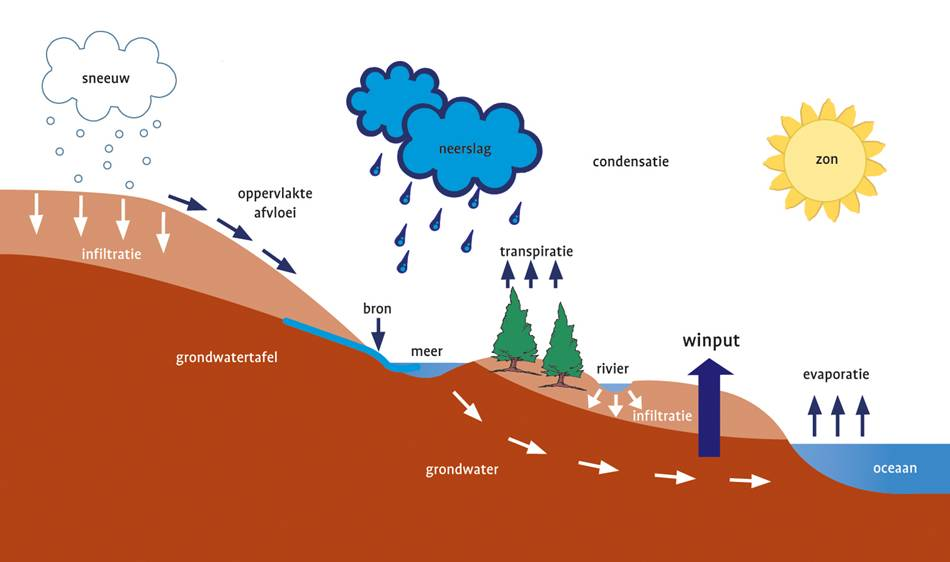 sneeuw
neerslag
condensatie
zon
oppervlakte
afvloei
infiltratie
transpiratie
bron
meer
grondwatertafel
rivier
winput
evaporatie
infiltratie
grondwater
oceaan